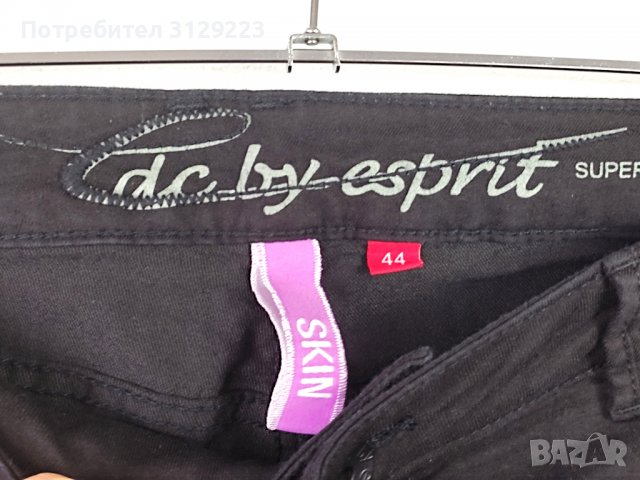 Потребител 3129223
edc by esprit SUPER
44
SKIN
BAZAR